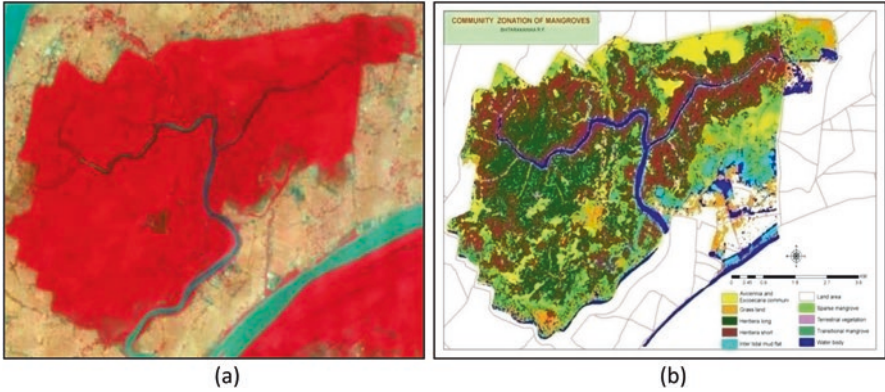 COMMUNITY ZONATION OF MANGROVES
BHITARKANIKA N.P.
Avicennia and
Excoecaria commun
Grass land
Heritiera long
Heritiera short
Inter tidal mud flat
Land area
Sparse mangrove
Terrestrial vegetation
Transitional mangrove
Water body
(a)
(b)